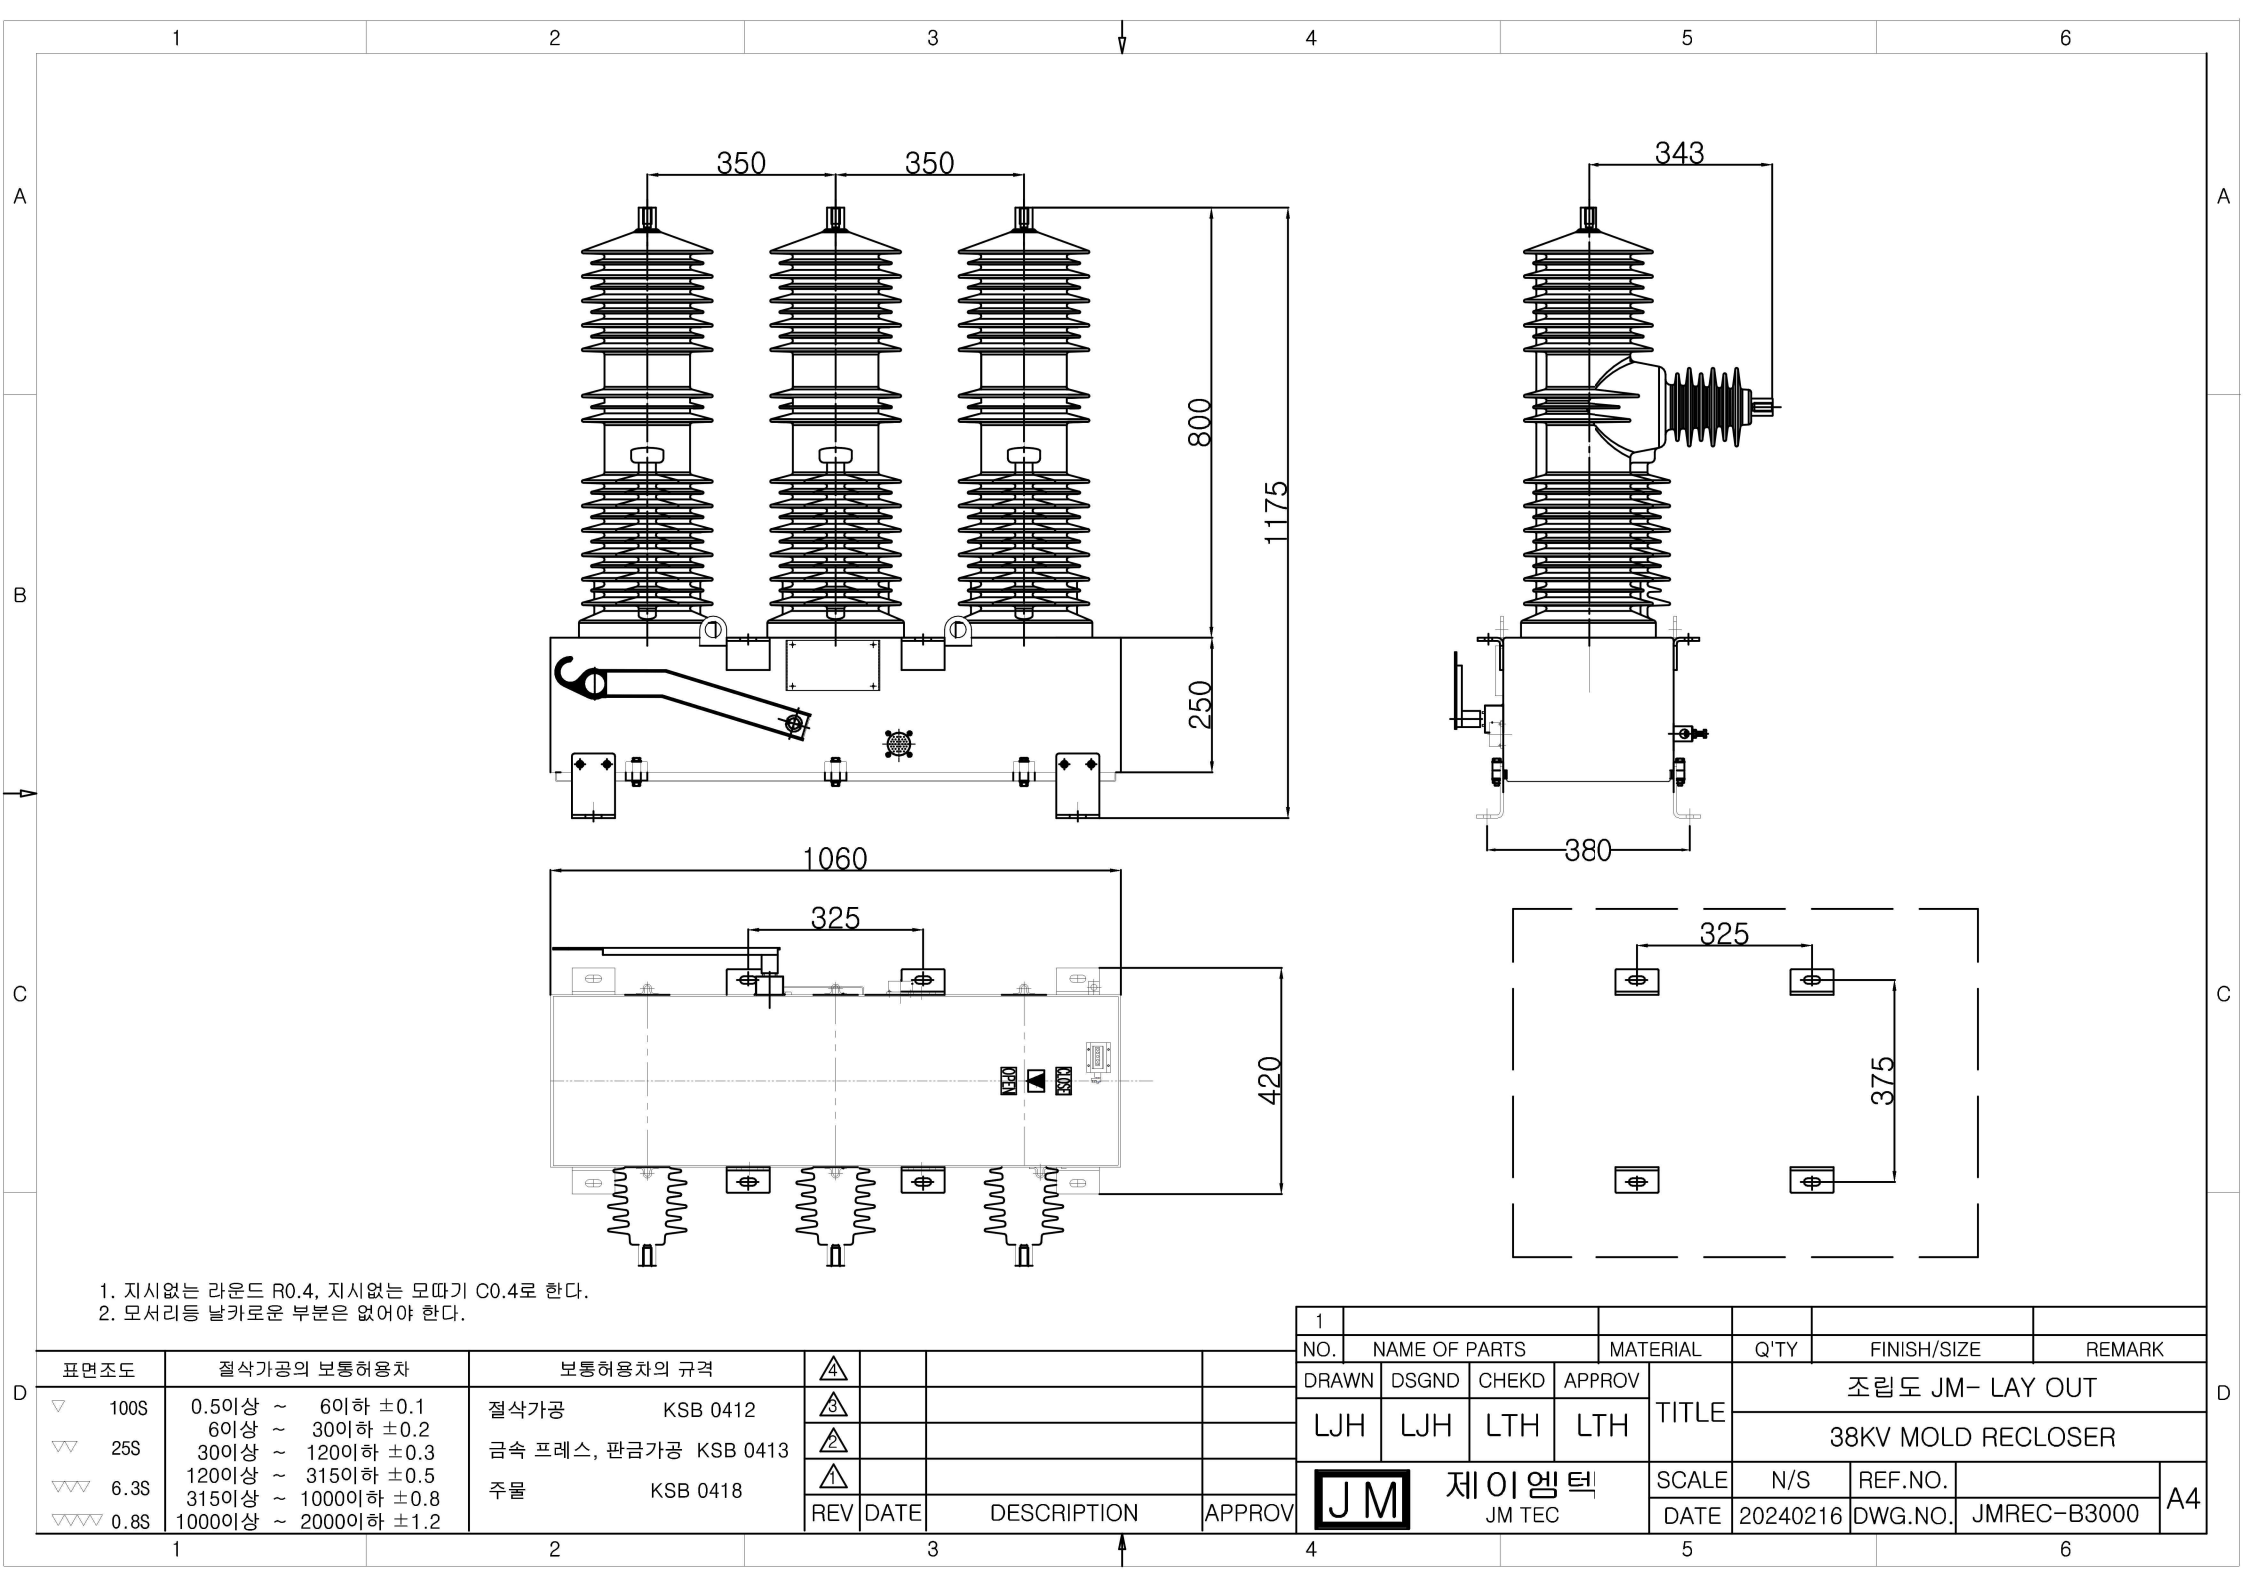 1 2 3 4 5 6
A A
B
C C
D D
350 350
343
800
1175
250
380
1060
325
420
OPEN
CLOSE
325
375
1. 지시없는 라운드 R0.4, 지시없는 모따기 C0.4로 한다.
2. 모서리등 날카로운 부분은 없어야 한다.
표면조도
100S
25S
6.3S
0.8S
절삭가공의 보통허용차
0.5이상 ~ 6이하 ±0.1
6이상 ~ 30이하 ±0.2
30이상 ~ 120이하 ±0.3
120이상 ~ 315이하 ±0.5
315이상 ~ 1000이하 ±0.8
1000이상 ~ 2000이하 ±1.2
보통허용차의 규격
절삭가공 KSB 0412
금속 프레스, 판금가공 KSB 0413
주물 KSB 0418
4
3
2
1
REV DATE DESCRIPTION APPROV
1
NO. NAME OF PARTS MATERIAL Q'TY FINISH/SIZE REMARK
DRAWN DSGND CHEKD APPROV
LJH LJH LTH LTH
TITLE
조립도 JM- LAY OUT
38KV MOLD RECLOSER
JM
제이엠텍
JM TEC
SCALE N/S REF.NO.
DATE 20240216 DWG.NO. JMREC-B3000
A4
1 2 3 4 5 6